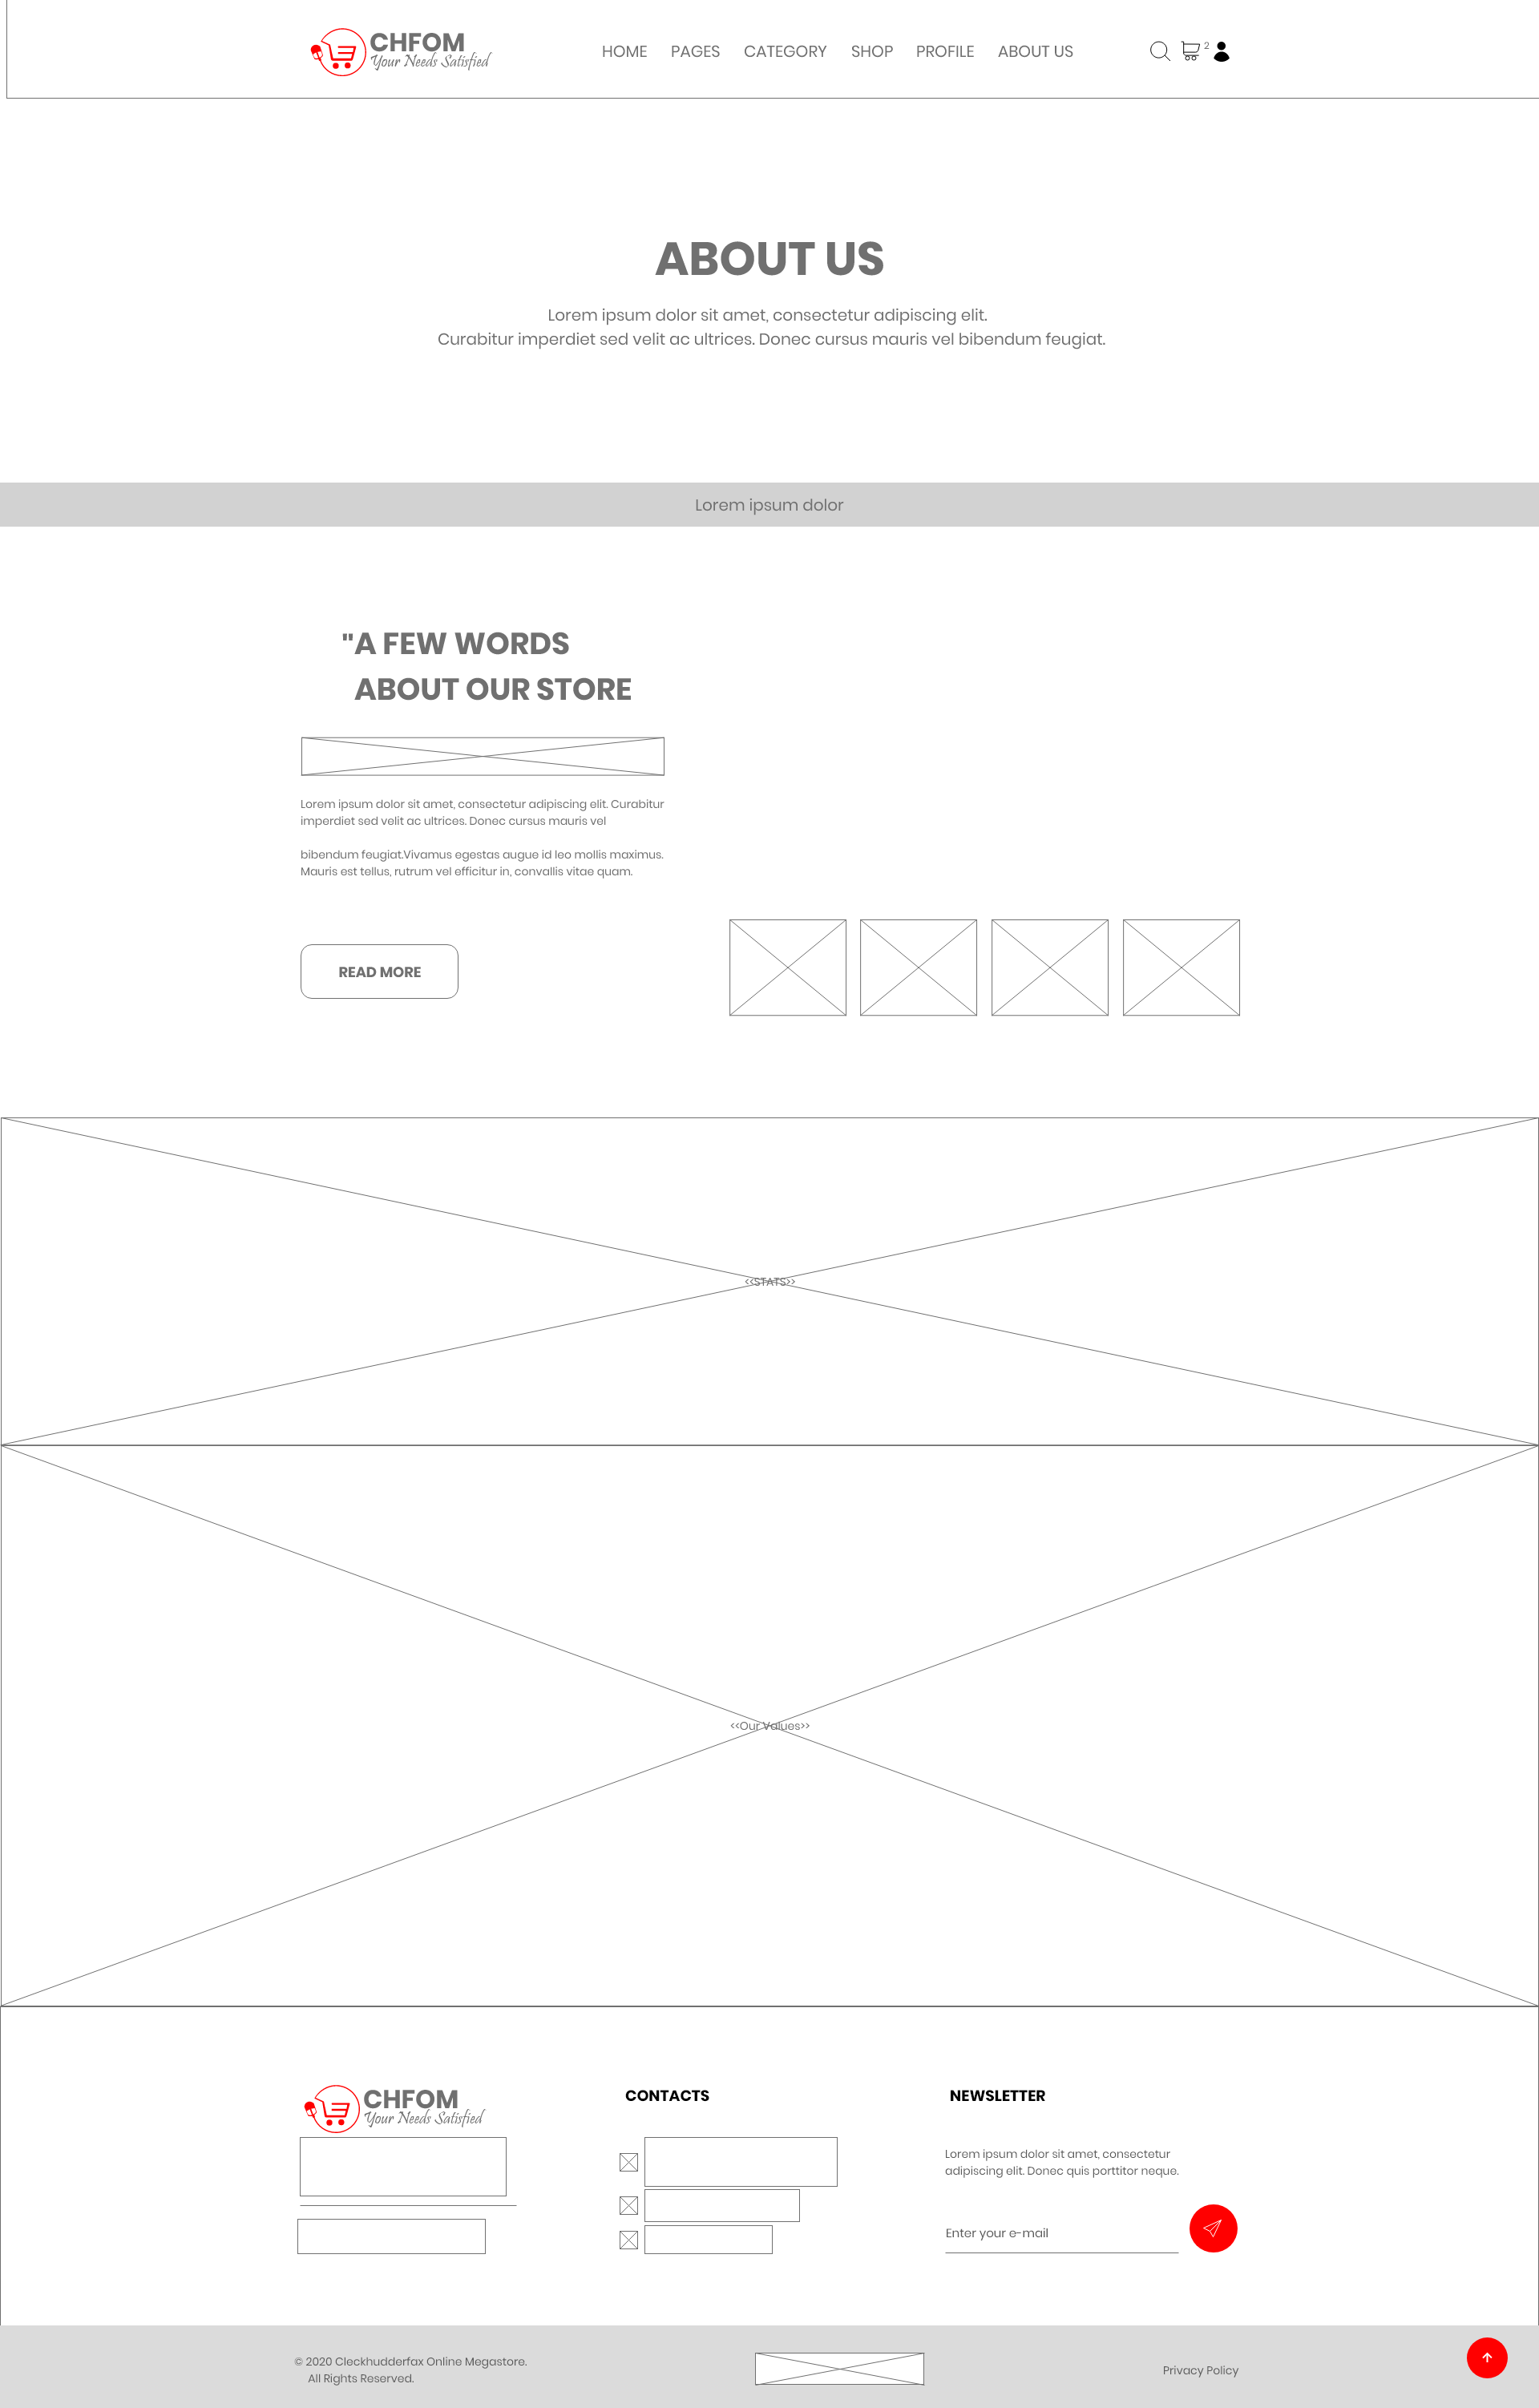 CHFOM
Your Needs Satisfied
HOME PAGES CATEGORY SHOP PROFILE ABOUT US
2
ABOUT US
Lorem ipsum dolor sit amet, consectetur adipiscing elit.
Curabitur imperdiet sed velit ac ultrices. Donec cursus mauris vel bibendum feugiat.
Lorem ipsum dolor
"A FEW WORDS
ABOUT OUR STORE
Lorem ipsum dolor sit amet, consectetur adipiscing elit. Curabitur
imperdiet sed velit ac ultrices. Donec cursus mauris vel
bibendum feugiat.Vivamus egestas augue id leo mollis maximus.
Mauris est tellus, rutrum vel efficitur in, convallis vitae quam.
READ MORE
<<STATS>>
<<Our Values>>
CHFOM
Your Needs Satisfied
CONTACTS
NEWSLETTER
Lorem ipsum dolor sit amet, consectetur
adipiscing elit. Donec quis porttitor neque.
Enter your e-mail
© 2020 Cleckhudderfax Online Megastore.
All Rights Reserved.
Privacy Policy